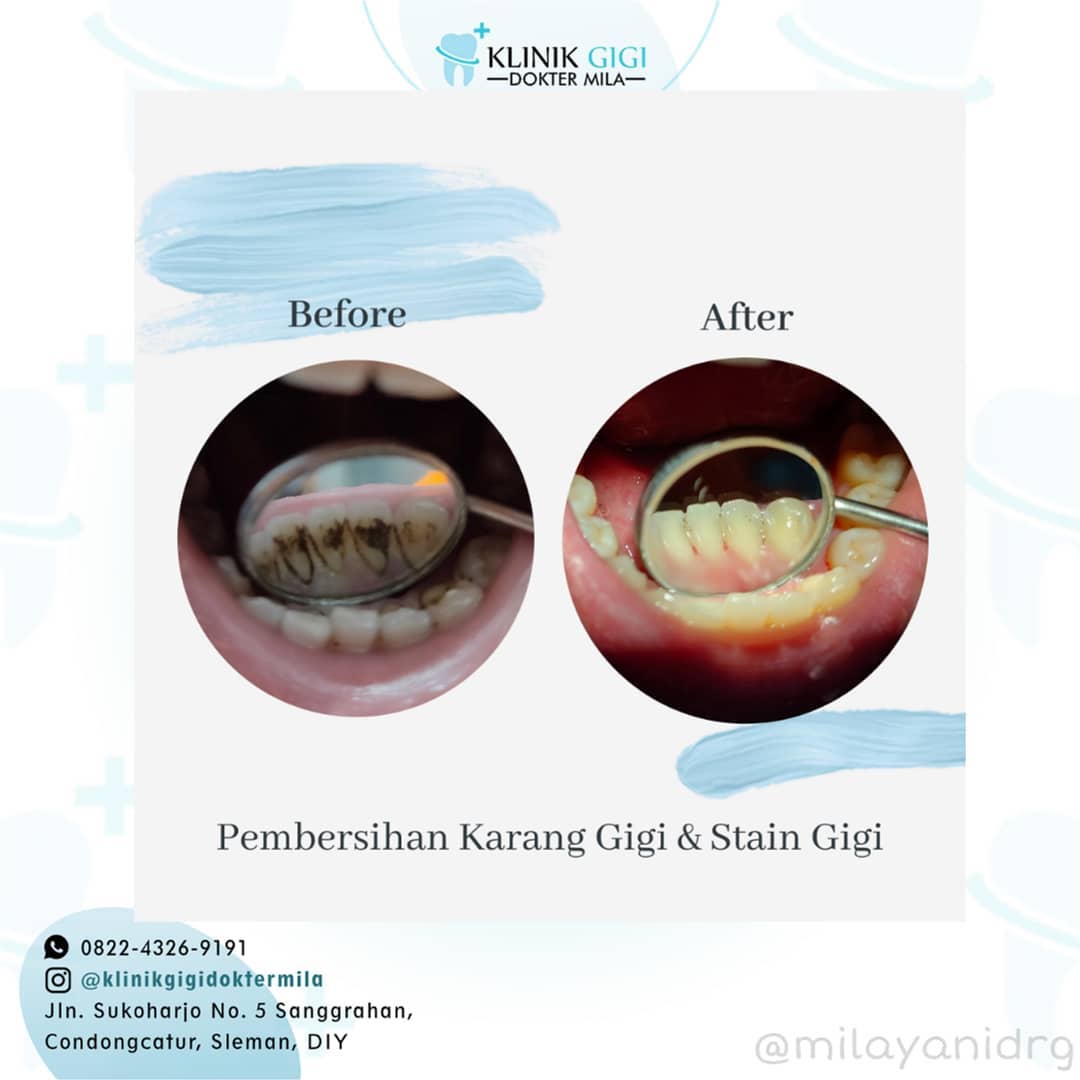 KLINIK GIGI
DOKTER MILA
Before
After
Pembersihan Karang Gigi & Stain Gigi
0822-4326-9191
@klinikgigidoktermila
Jln. Sukoharjo No. 5 Sanggrahan,
Condongcatur, Sleman, DIY
@milayanidrg